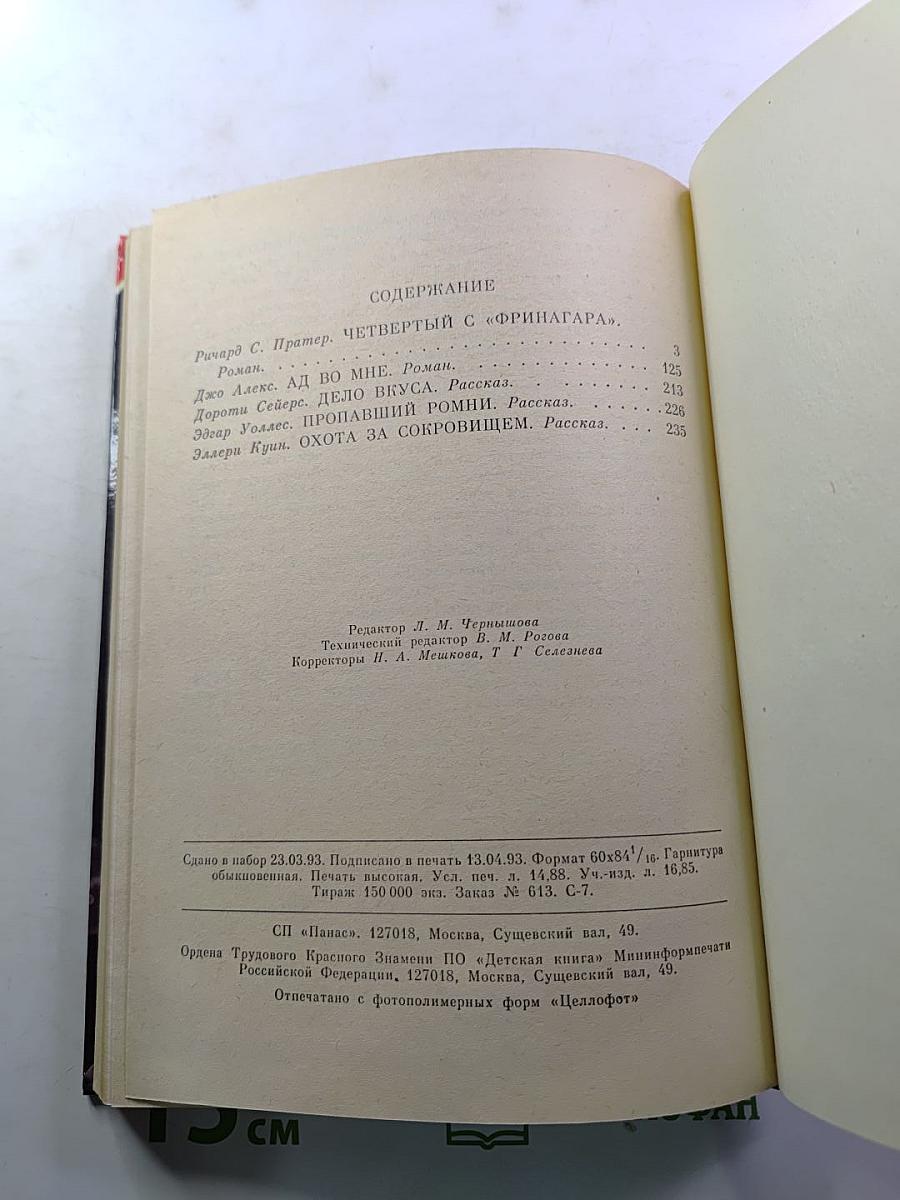 СОДЕРЖАНИЕ
Ричард С. Пратер. ЧЕТВЕРТЫЙ С «ФРИНАГАРА».
Роман. . . . . . . . . . . . . . . . . . . . . . . . . . . 3
Джо Алекс. АД ВО МНЕ. Роман. . . . . . . . . . . . 125
Дороти Сейерс. ДЕЛО ВКУСА. Рассказ. . . . . . . . . 213
Эдгар Уоллес. ПРОПАВШИЙ РОМНИ. Рассказ. . . . . . . 226
Эллери Куин. ОХОТА ЗА СОКРОВИЩЕМ. Рассказ. . . . 235
Редактор Л. М. Чернышова
Технический редактор В. М. Рогова
Корректоры Н. А. Мешкова, Т Г Селезнева
Сдано в набор 23.03.93. Подписано в печать 13.04.93. Формат 60х84 1/16. Гарнитура
обыкновенная. Печать высокая. Усл. печ. л. 14,88. Уч.-изд. л. 16,85.
Тираж 150 000 экз. Заказ № 613. С-7.
СП «Панас». 127018, Москва, Сущевский вал, 49.
Ордена Трудового Красного Знамени ПО «Детская книга» Мининформпечати
Российской Федерации. 127018, Москва, Сущевский вал, 49.
Отпечатано с фотополимерных форм «Целлофот»
15 см